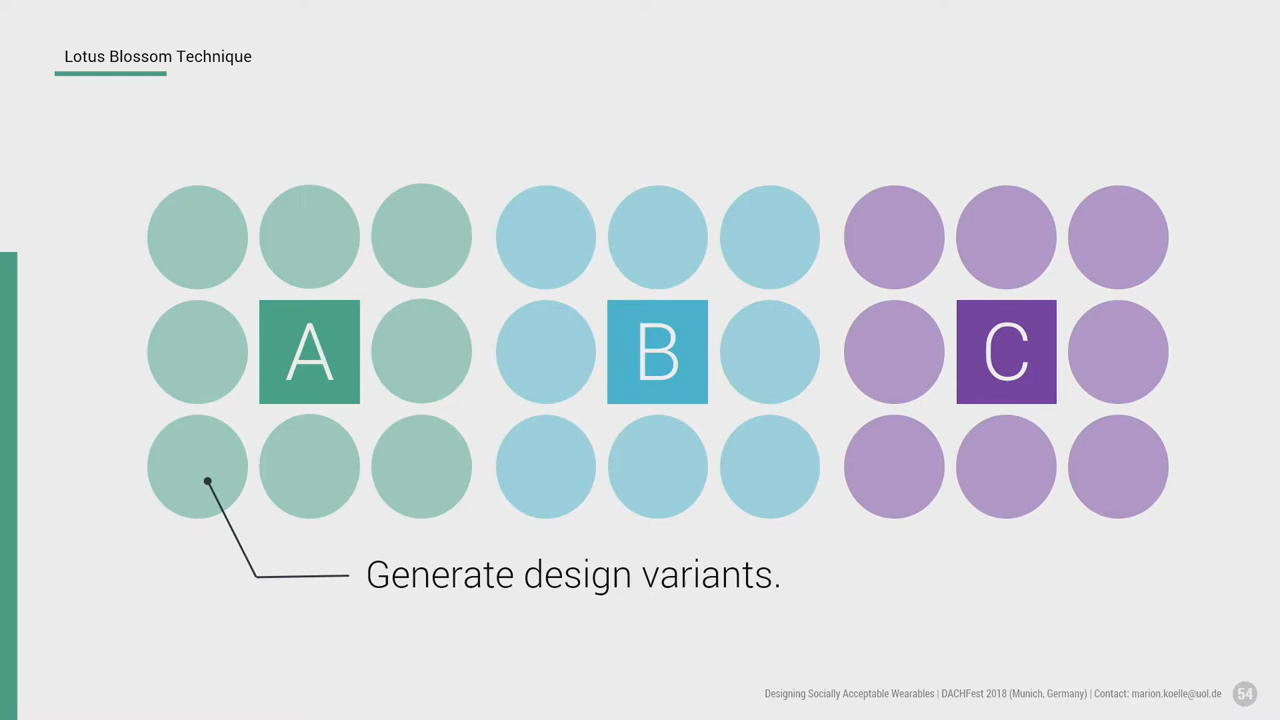 Lotus Blossom Technique
A
B
C
Generate design variants.
Designing Socially Acceptable Wearables | DACHFest 2018 (Munich, Germany) | Contact: marion.koelle@uol.de
54